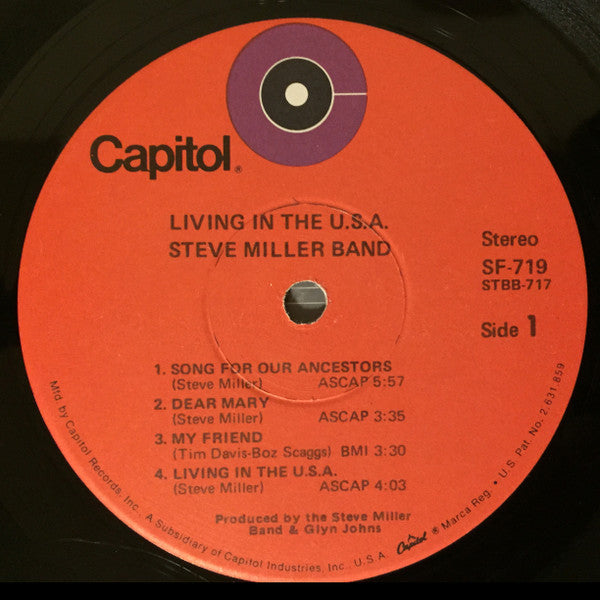 Capitol®
LIVING IN THE U.S.A.
STEVE MILLER BAND
Stereo
SF-719
STBB-717
Side 1
1. SONG FOR OUR ANCESTORS
(Steve Miller) ASCAP 5:57
2. DEAR MARY
(Steve Miller) ASCAP 3:35
3. MY FRIEND
(Tim Davis-Boz Scaggs) BMI 3:30
4. LIVING IN THE U.S.A.
(Steve Miller) ASCAP 4:03
Produced by the Steve Miller
Band & Glyn Johns
Mfd. by Capitol Records, Inc., A Subsidiary of Capitol Industries, Inc., U.S.A. Capitol ® Marca Reg. • U.S. Pat. No. 2,631,859